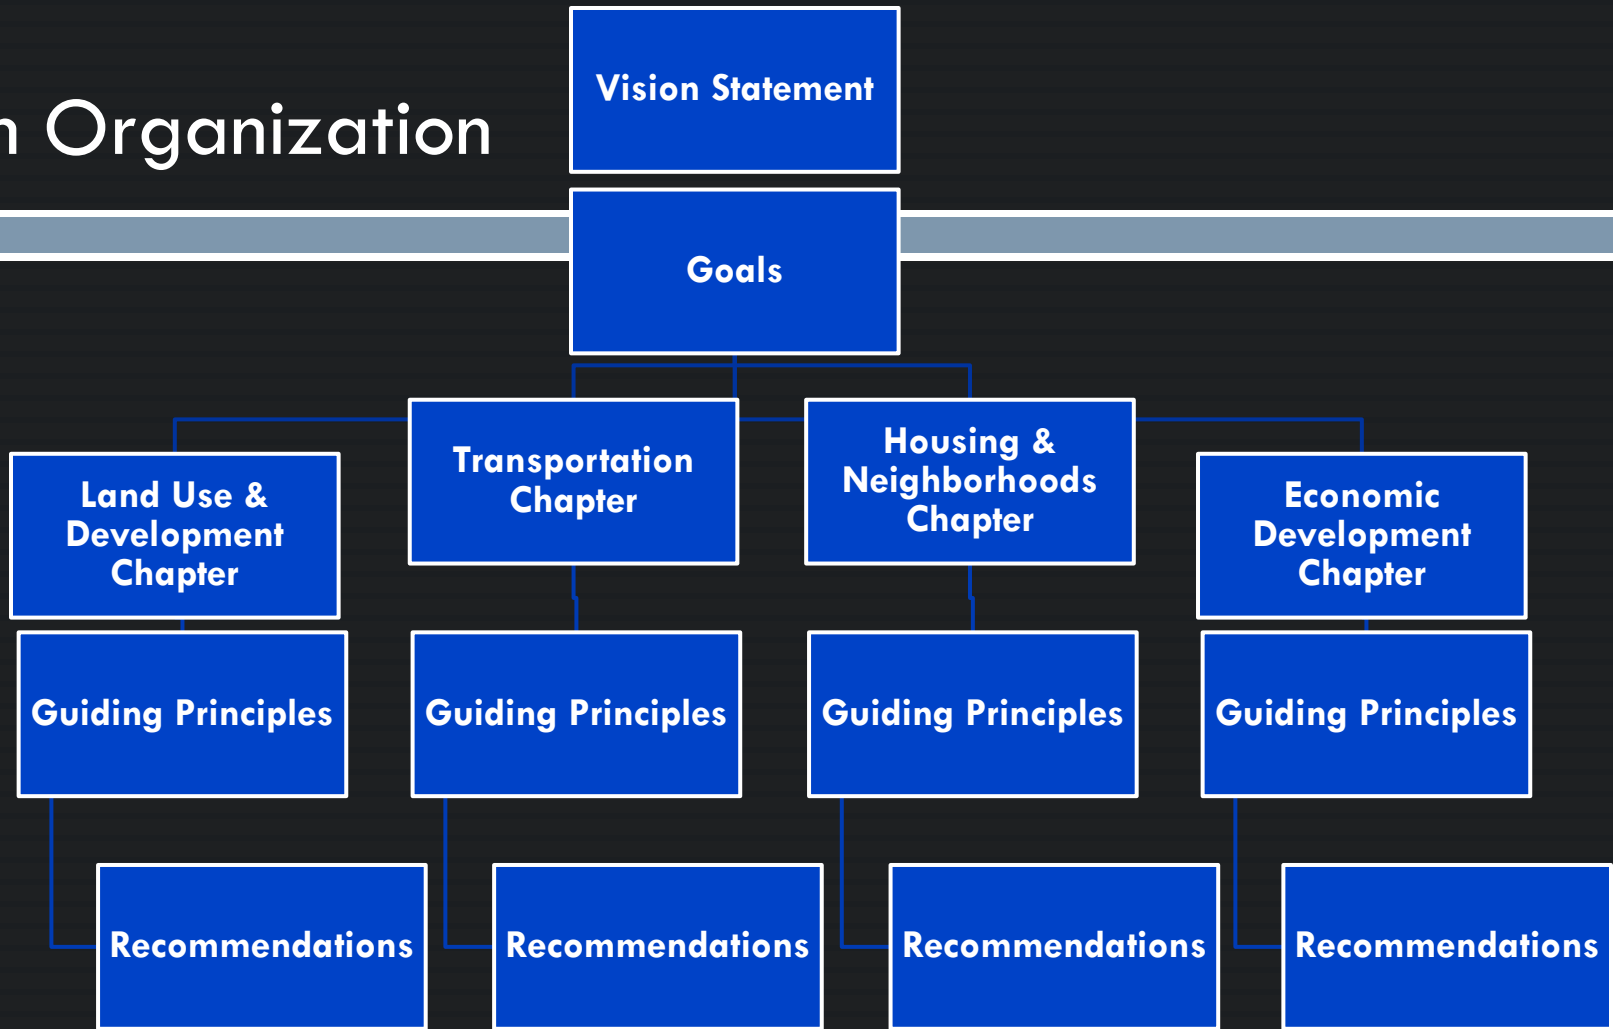 Vision Statement
n Organization
Goals
Transportation
Chapter
Housing &
Neighborhoods
Chapter
Land Use &
Development
Chapter
Economic
Development
Chapter
Guiding Principles
Guiding Principles
Guiding Principles
Guiding Principles
Recommendations
Recommendations
Recommendations
Recommendations